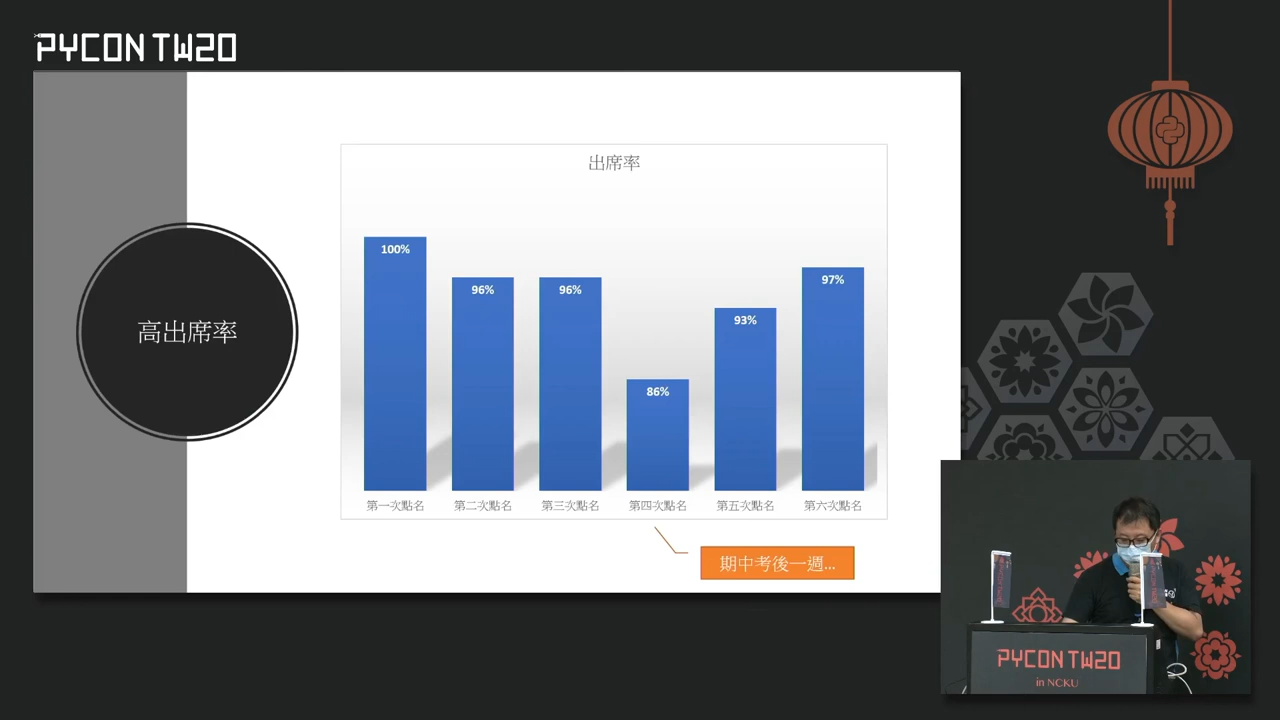 PYCON TW20
出席率
100%
96%
96%
86%
93%
97%
第一次點名
第二次點名
第三次點名
第四次點名
第五次點名
第六次點名
高出席率
期中考後一週...
PYCON TW20
in NCKU